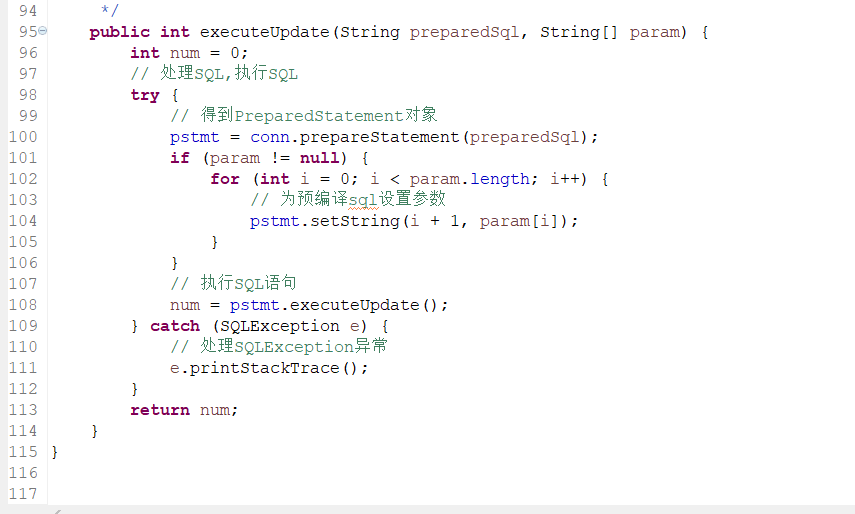 94     */
95    public int executeUpdate(String preparedSql, String[] param) {
96        int num = 0;
97        // 处理SQL,执行SQL
98        try {
99            // 得到PreparedStatement对象
100            pstmt = conn.prepareStatement(preparedSql);
101            if (param != null) {
102                for (int i = 0; i < param.length; i++) {
103                    // 为预编译sql设置参数
104                    pstmt.setString(i + 1, param[i]);
105                }
106            }
107            // 执行SQL语句
108            num = pstmt.executeUpdate();
109        } catch (SQLException e) {
110            // 处理SQLException异常
111            e.printStackTrace();
112        }
113        return num;
114    }
115 }
116
117